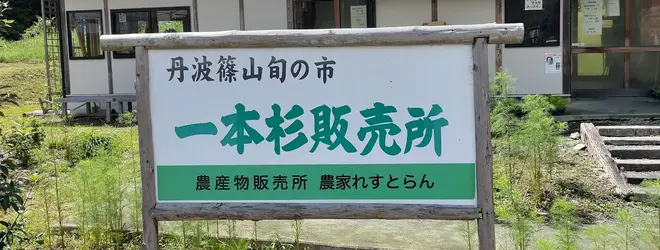 丹波篠山旬の市
一本杉販売所
農産物販売所 農家れすとらん